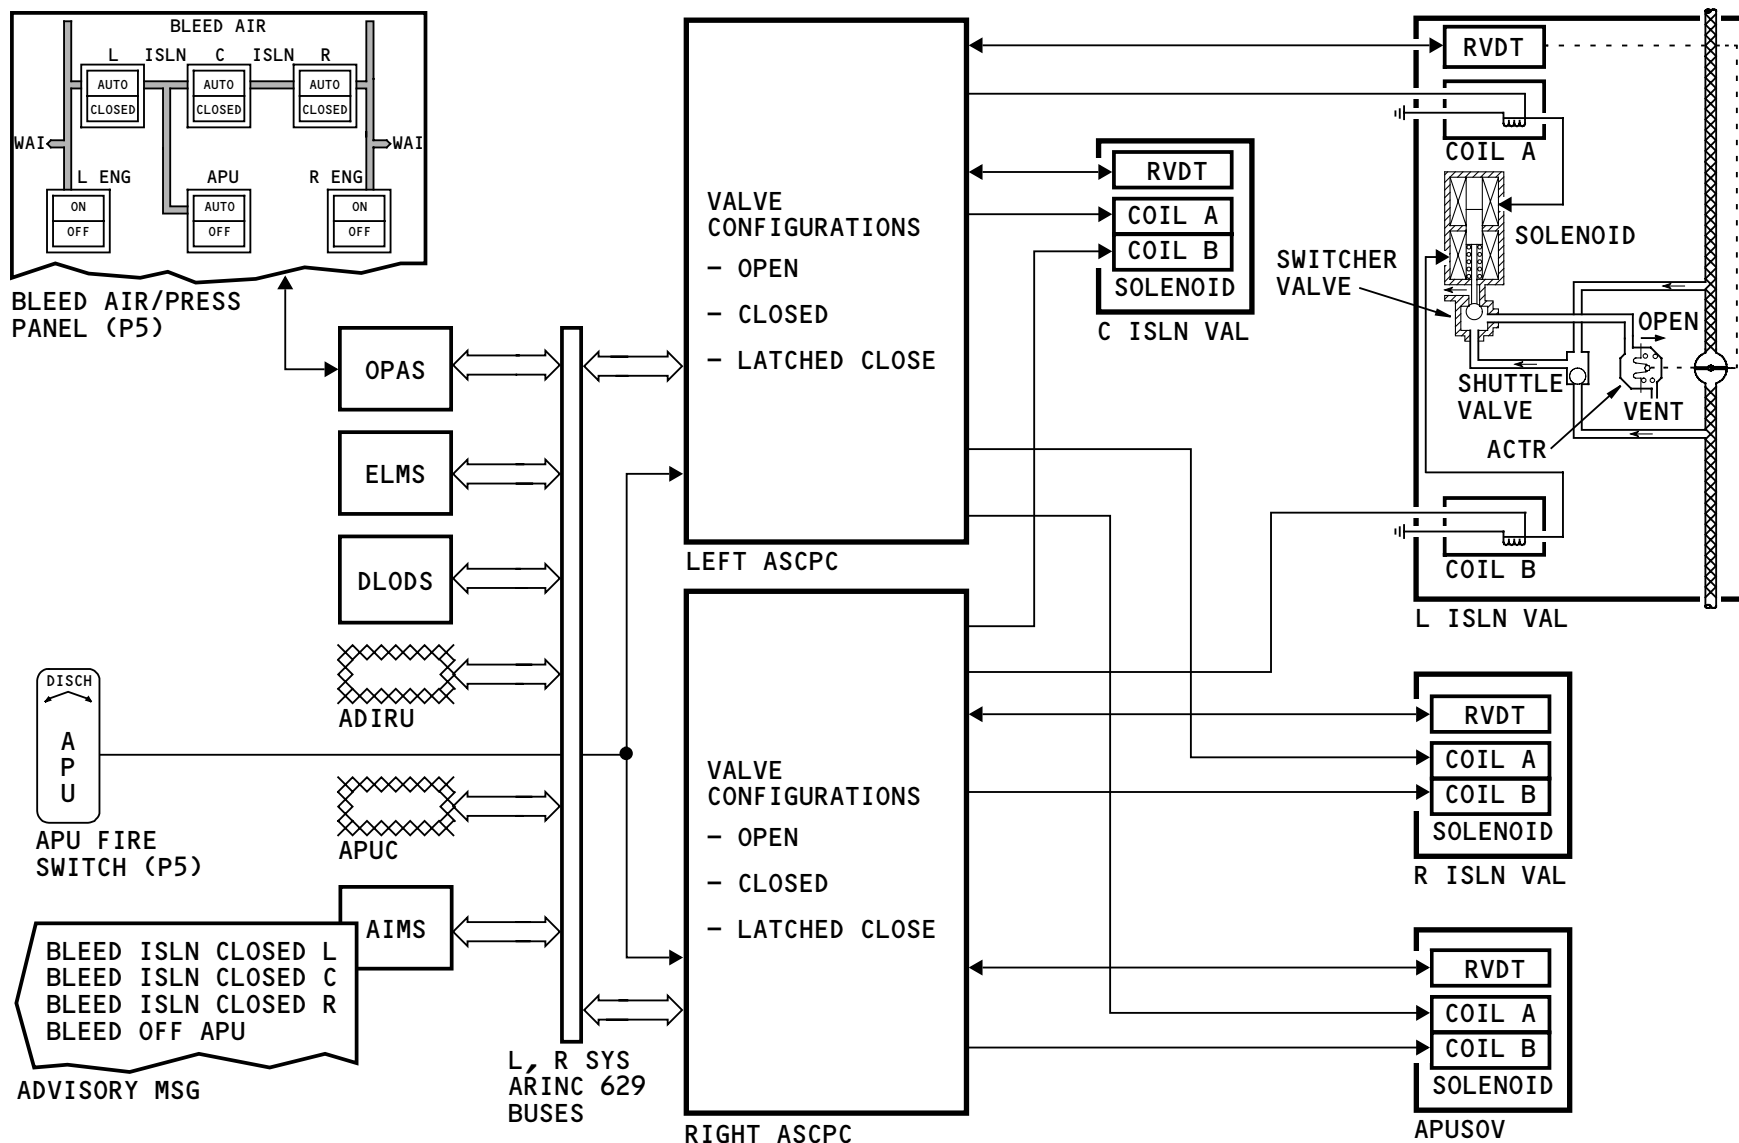 BLEED AIR
L ISLN C ISLN R
AUTO
CLOSED
AUTO
CLOSED
AUTO
CLOSED
WAI
WAI
L ENG
APU
R ENG
ON
OFF
AUTO
OFF
ON
OFF
BLEED AIR/PRESS
PANEL (P5)
OPAS
ELMS
DLODS
ADIRU
APUC
AIMS
DISCH
A
P
U
APU FIRE
SWITCH (P5)
BLEED ISLN CLOSED L
BLEED ISLN CLOSED C
BLEED ISLN CLOSED R
BLEED OFF APU
ADVISORY MSG
L, R SYS
ARINC 629
BUSES
VALVE
CONFIGURATIONS
– OPEN
– CLOSED
– LATCHED CLOSE
LEFT ASCPC
VALVE
CONFIGURATIONS
– OPEN
– CLOSED
– LATCHED CLOSE
RIGHT ASCPC
RVDT
COIL A
COIL B
SOLENOID
C ISLN VAL
RVDT
COIL A
SOLENOID
SWITCHER
VALVE
OPEN
SHUTTLE
VALVE
VENT
ACTR
COIL B
L ISLN VAL
RVDT
COIL A
COIL B
SOLENOID
R ISLN VAL
RVDT
COIL A
COIL B
SOLENOID
APUSOV